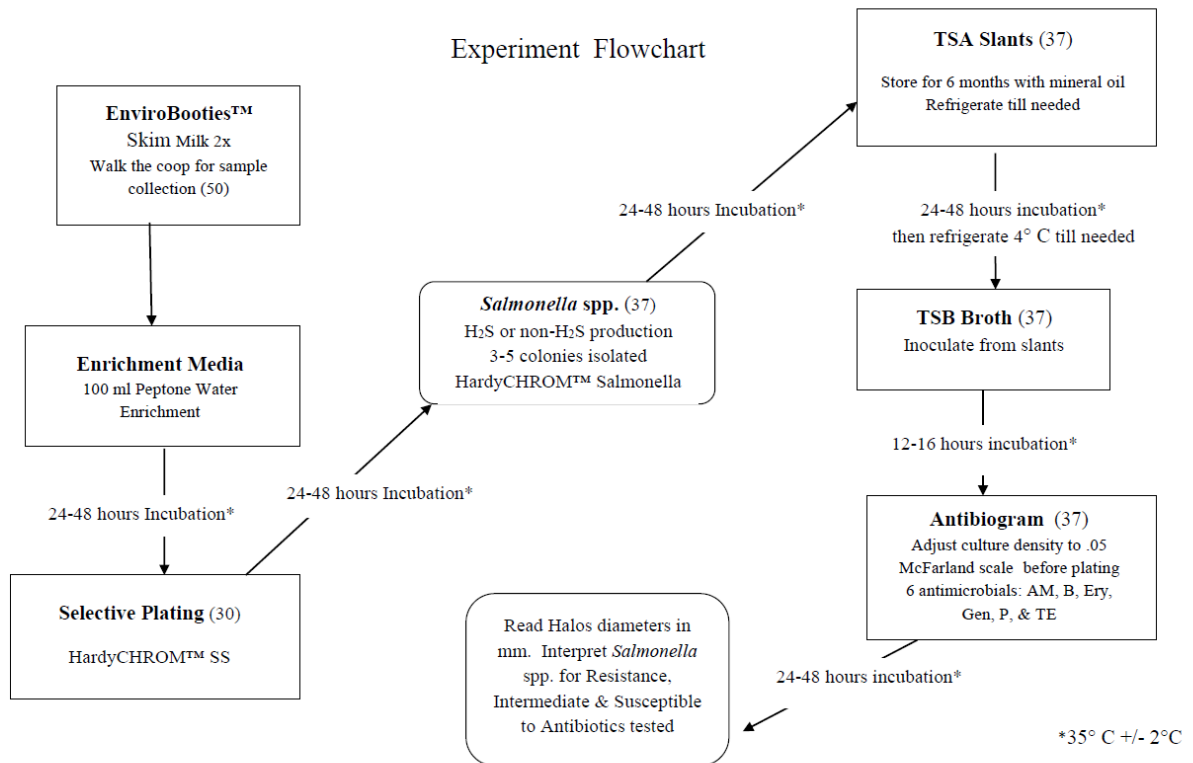 Experiment Flowchart
EnviroBooties™
Skim Milk 2x
Walk the coop for sample
collection (50)
Enrichment Media
100 ml Peptone Water
Enrichment
24-48 hours Incubation*
Selective Plating (30)
HardyCHROM™ SS
24-48 hours Incubation*
Salmonella spp. (37)
H₂S or non-H₂S production
3-5 colonies isolated
HardyCHROM™ Salmonella
24-48 hours Incubation*
TSA Slants (37)
Store for 6 months with mineral oil
Refrigerate till needed
24-48 hours incubation*
then refrigerate 4° C till needed
TSB Broth (37)
Inoculate from slants
12-16 hours incubation*
Antibiogram (37)
Adjust culture density to .05
McFarland scale before plating
6 antimicrobials: AM, B, Ery,
Gen, P, & TE
24-48 hours incubation*
Read Halos diameters in
mm. Interpret Salmonella
spp. for Resistance,
Intermediate & Susceptible
to Antibiotics tested
*35° C +/- 2°C